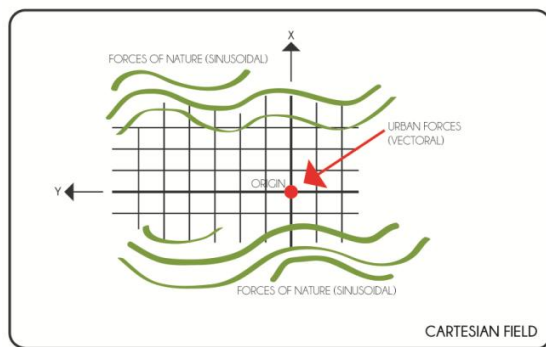 X
FORCES OF NATURE (SINUSOIDAL)
URBAN FORCES
(VECTORAL)
ORIGIN
Y
FORCES OF NATURE (SINUSOIDAL)
CARTESIAN FIELD